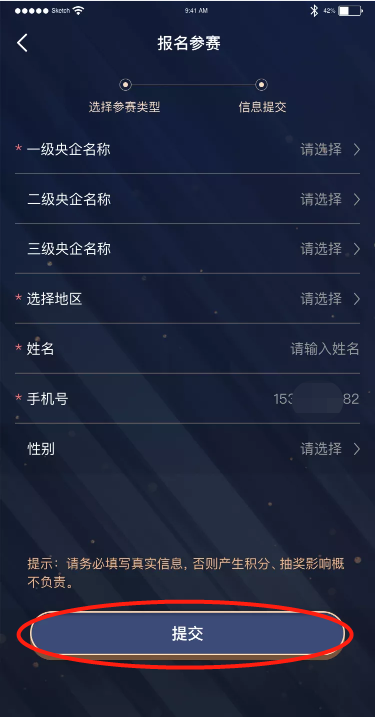 ●●●●● Sketch 9:41 AM 42%
报名参赛
选择参赛类型 信息提交
* 一级央企名称 请选择
二级央企名称 请选择
三级央企名称 请选择
* 选择地区 请选择
* 姓名 请输入姓名
* 手机号 153 82
性别 请选择
提示：请务必填写真实信息，否则产生积分、抽奖影响概
不负责。
提交